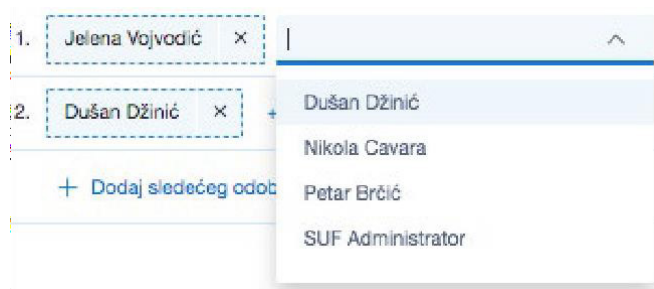 1. Jelena Vojvodić ×
2. Dušan Džinić × +
+ Dodaj sledećeg odob
Dušan Džinić
Nikola Cavara
Petar Brčić
SUF Administrator